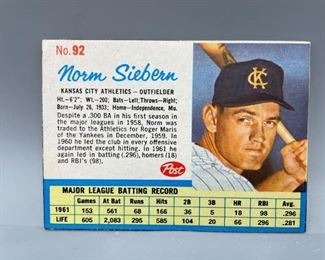 No. 92
Norm Siebern
KANSAS CITY ATHLETICS – OUTFIELDER
Ht.-6'2"; Wt.-200; Bats-Left;Throws-Right;
Born-July 26, 1933; Home-Independence, Mo.
Despite a .300 BA in his first season in
the major leagues in 1958, Norm was
traded to the Athletics for Roger Maris
of the Yankees in December, 1959. In
1960 he led the club in every offensive
department except hitting. In 1961 he
again led in batting (.296), homers (18)
and RBI's (98).
KC
Post
MAJOR LEAGUE BATTING RECORD
Games At Bat Runs Hits 2B 3B HR RBI Avg.
1961 153 561 68 166 36 5 18 98 .296
LIFE 605 2,083 295 585 104 20 66 296 .281